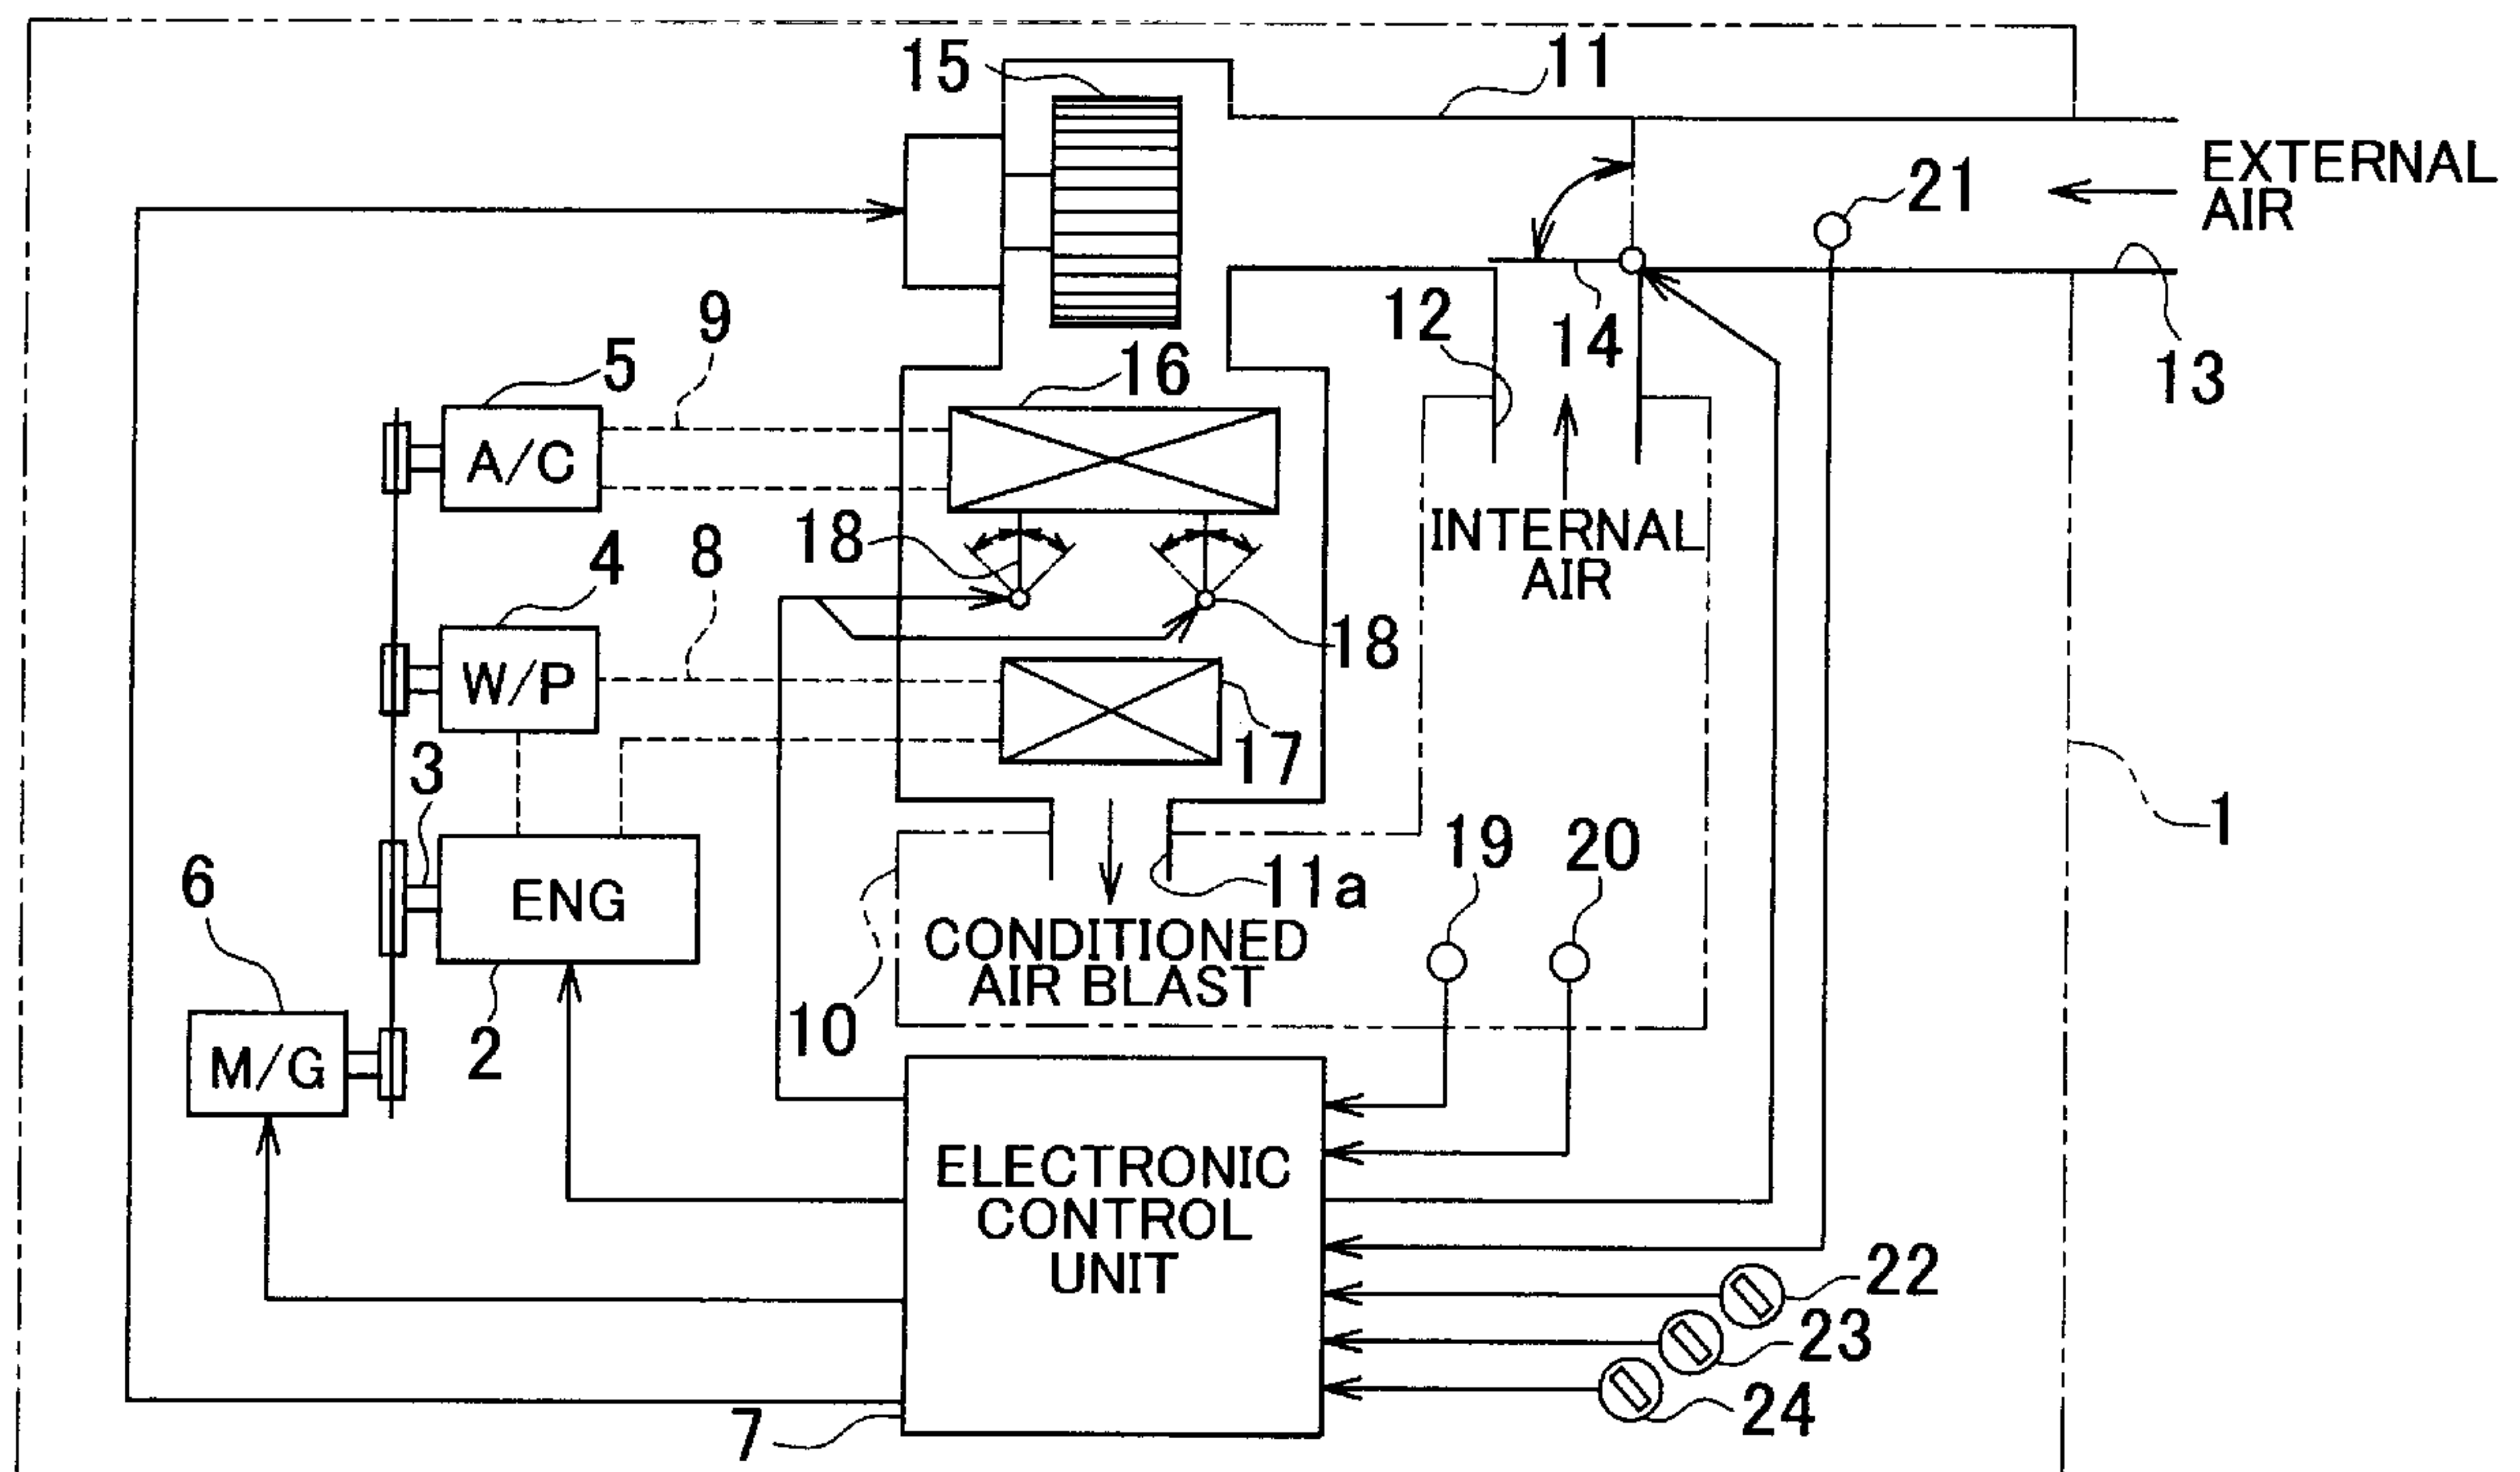 15
11
21
EXTERNAL
AIR
9
12
14
13
5
16
A/C
18
8
INTERNAL
AIR
4
18
W/P
3
17
1
19
20
6
11a
ENG
CONDITIONED
AIR BLAST
10
2
M/G
ELECTRONIC
CONTROL
UNIT
22
23
24
7